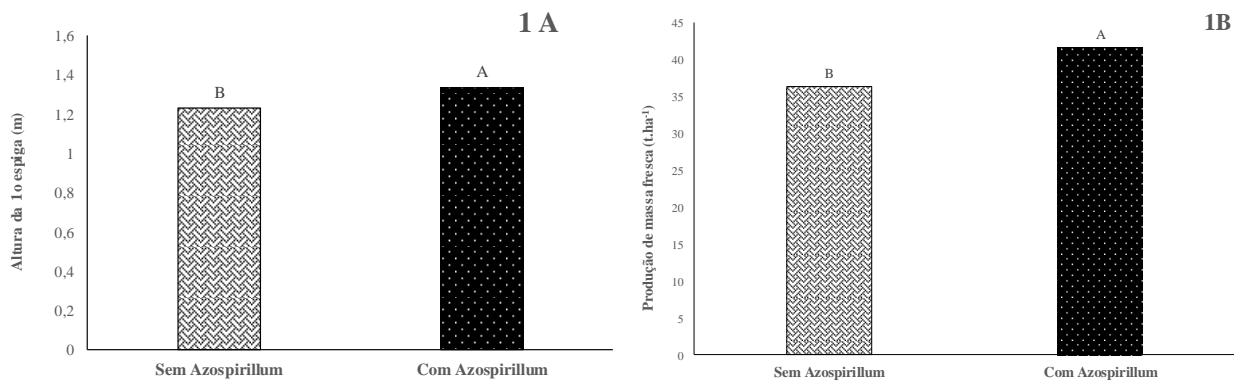 1 A
Altura da 1o espiga (m)
1,6
1,4
1,2
1
0,8
0,6
0,4
0,2
0
B
A
Sem Azospirillum
Com Azospirillum
1B
Produção de massa fresca (t.ha-¹)
45
40
35
30
25
20
15
10
5
0
B
A
Sem Azospirillum
Com Azospirillum